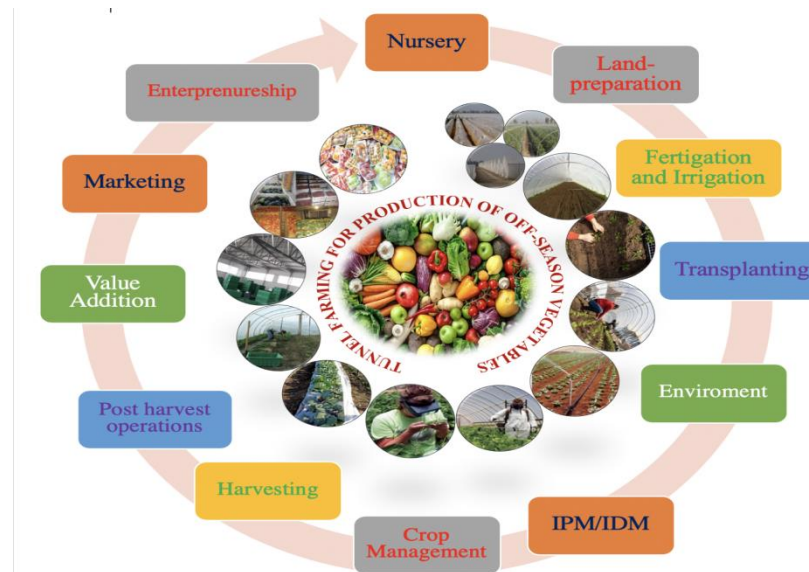 Nursery
Land-
preparation
Fertigation
and Irrigation
Transplanting
Enviroment
IPM/IDM
Crop
Management
Harvesting
Post harvest
operations
Value
Addition
Marketing
Enterprenureship
TUNNEL FARMING FOR PRODUCTION OF OFF-SEASON VEGETABLES